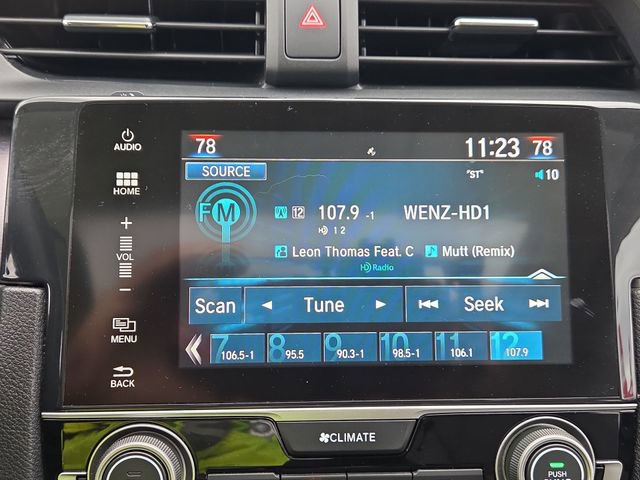 78 11:23 78
AUDIO
SOURCE
"ST" 10
HOME
FM 12 107.9 -1 WENZ-HD1
HD 1 2
+
VOL
−
Leon Thomas Feat. C Mutt (Remix)
HD Radio
Scan Tune Seek
MENU
7 106.5-1 8 95.5 9 90.3-1 10 98.5-1 11 106.1 12 107.9
BACK
CLIMATE
PUSH